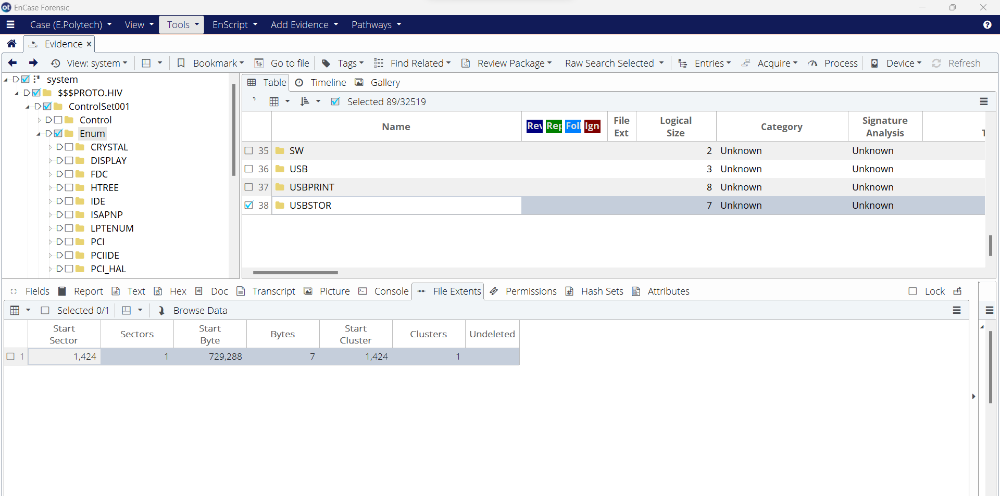 EnCase Forensic
Case (E.Polytech) View Tools EnScript Add Evidence Pathways
Evidence
View: system Bookmark Go to file Tags Find Related Review Package Raw Search Selected Entries Acquire Process Device Refresh
system
$$$PROTO.HIV
ControlSet001
Control
Enum
CRYSTAL
DISPLAY
FDC
HTREE
IDE
ISAPNP
LPTENUM
PCI
PCIIDE
PCI_HAL
Table Timeline Gallery
Selected 89/32519
Name Rev Rep Foll Ign File Ext Logical Size Category Signature Analysis
35 SW 2 Unknown Unknown
36 USB 3 Unknown Unknown
37 USBPRINT 8 Unknown Unknown
38 USBSTOR 7 Unknown Unknown
Fields Report Text Hex Doc Transcript Picture Console File Extents Permissions Hash Sets Attributes Lock
Selected 0/1 Browse Data
Start Sector Sectors Start Byte Bytes Start Cluster Clusters Undeleted
1 1,424 1 729,288 7 1,424 1